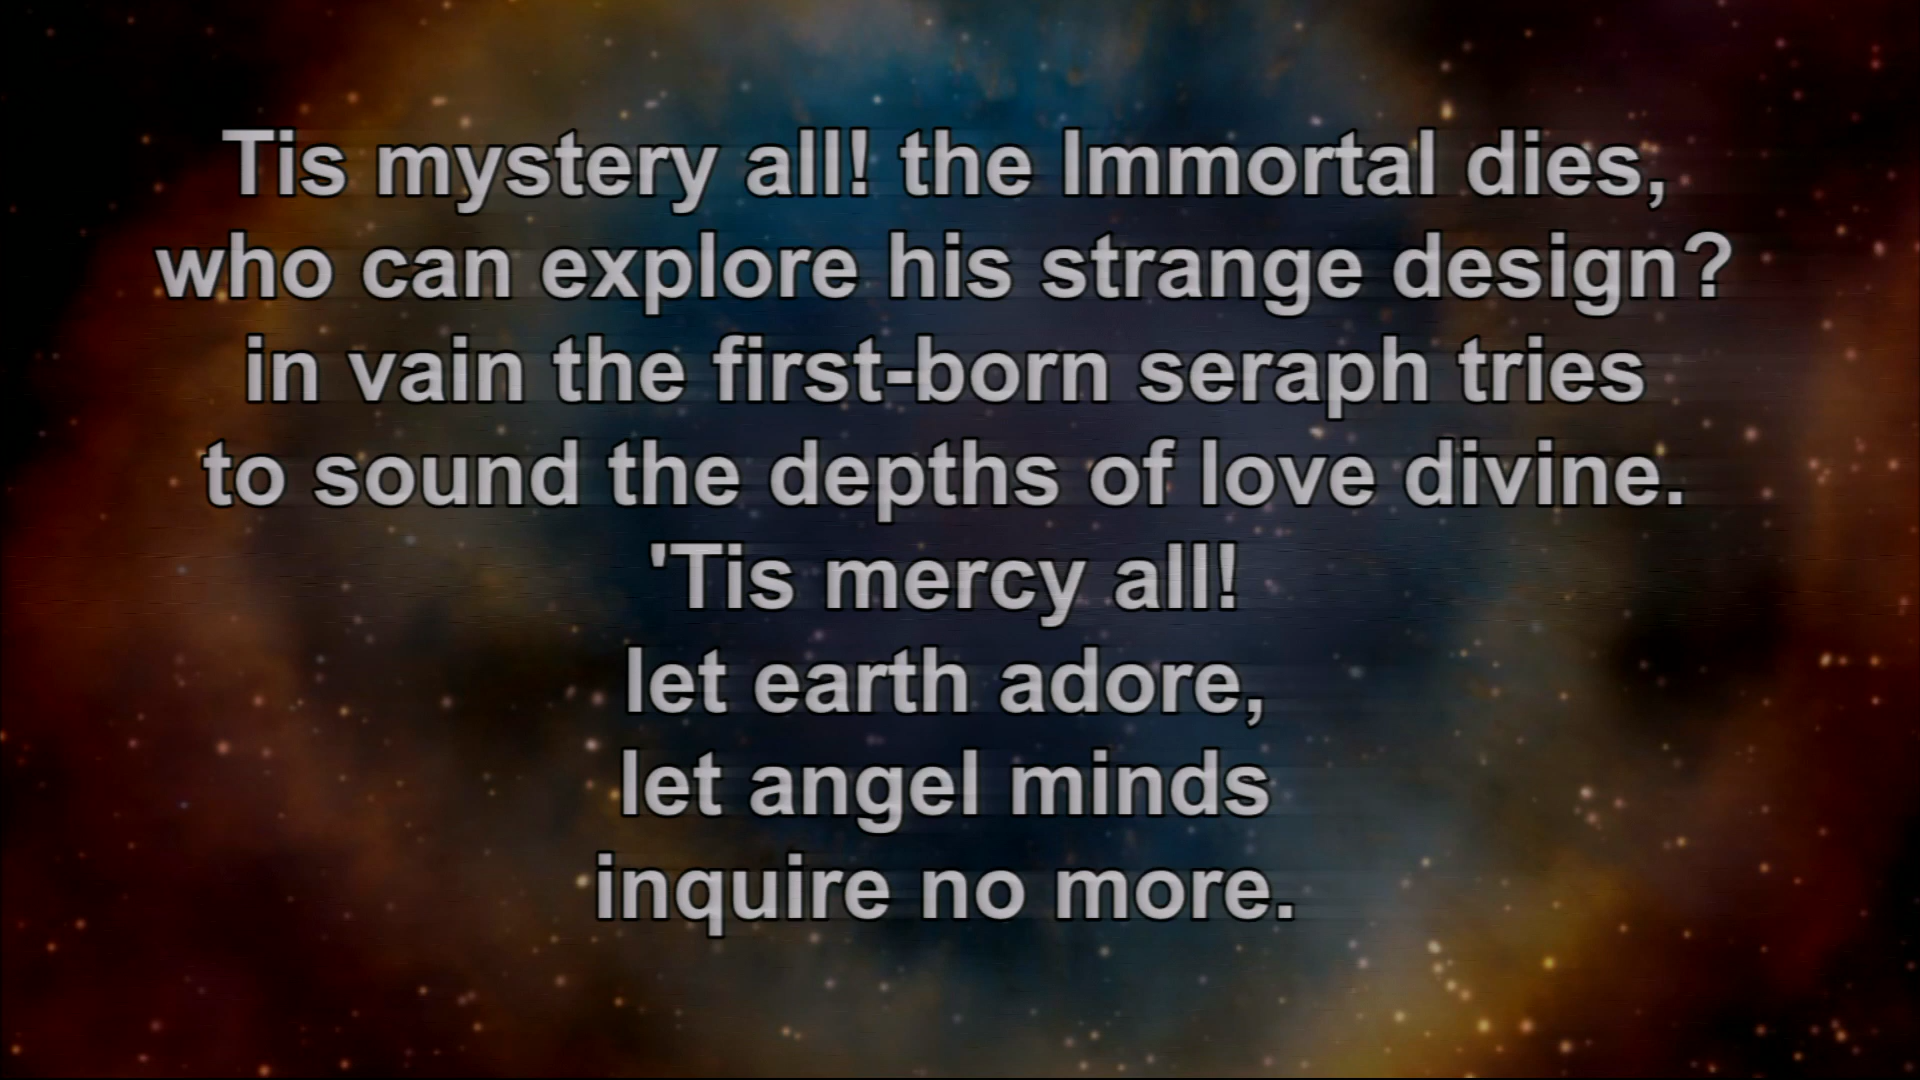 Tis mystery all! the Immortal dies,
who can explore his strange design?
in vain the first-born seraph tries
to sound the depths of love divine.
'Tis mercy all!
let earth adore,
let angel minds
inquire no more.